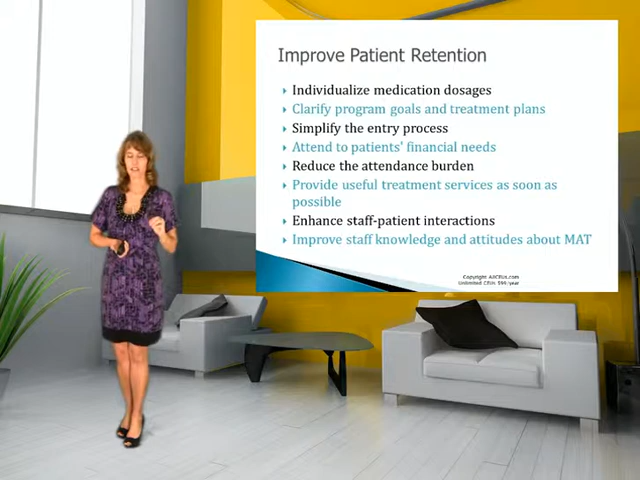 Improve Patient Retention
Individualize medication dosages
Clarify program goals and treatment plans
Simplify the entry process
Attend to patients' financial needs
Reduce the attendance burden
Provide useful treatment services as soon as
possible
Enhance staff-patient interactions
Improve staff knowledge and attitudes about MAT
Copyright AllCEUs.com
Unlimited CEUs $99/year